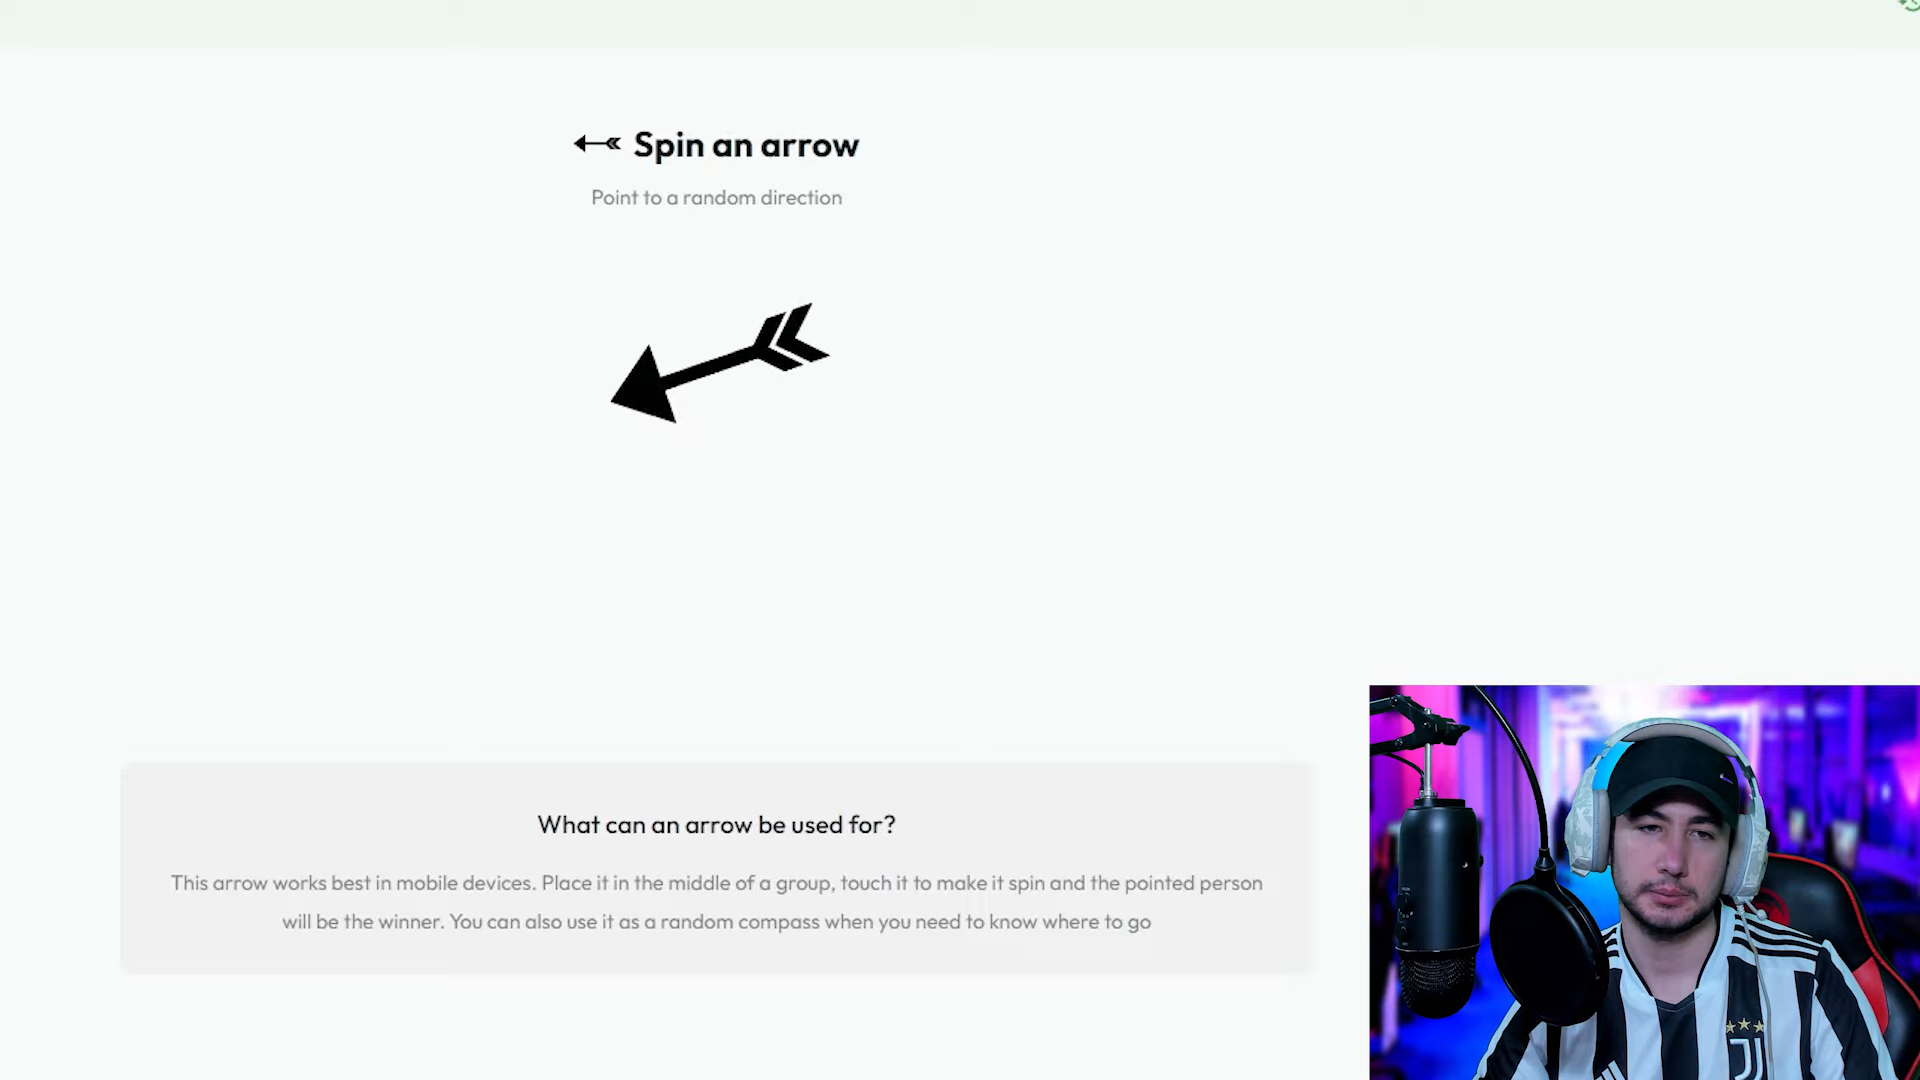 Spin an arrow
Point to a random direction
What can an arrow be used for?
This arrow works best in mobile devices. Place it in the middle of a group, touch it to make it spin and the pointed person
will be the winner. You can also use it as a random compass when you need to know where to go